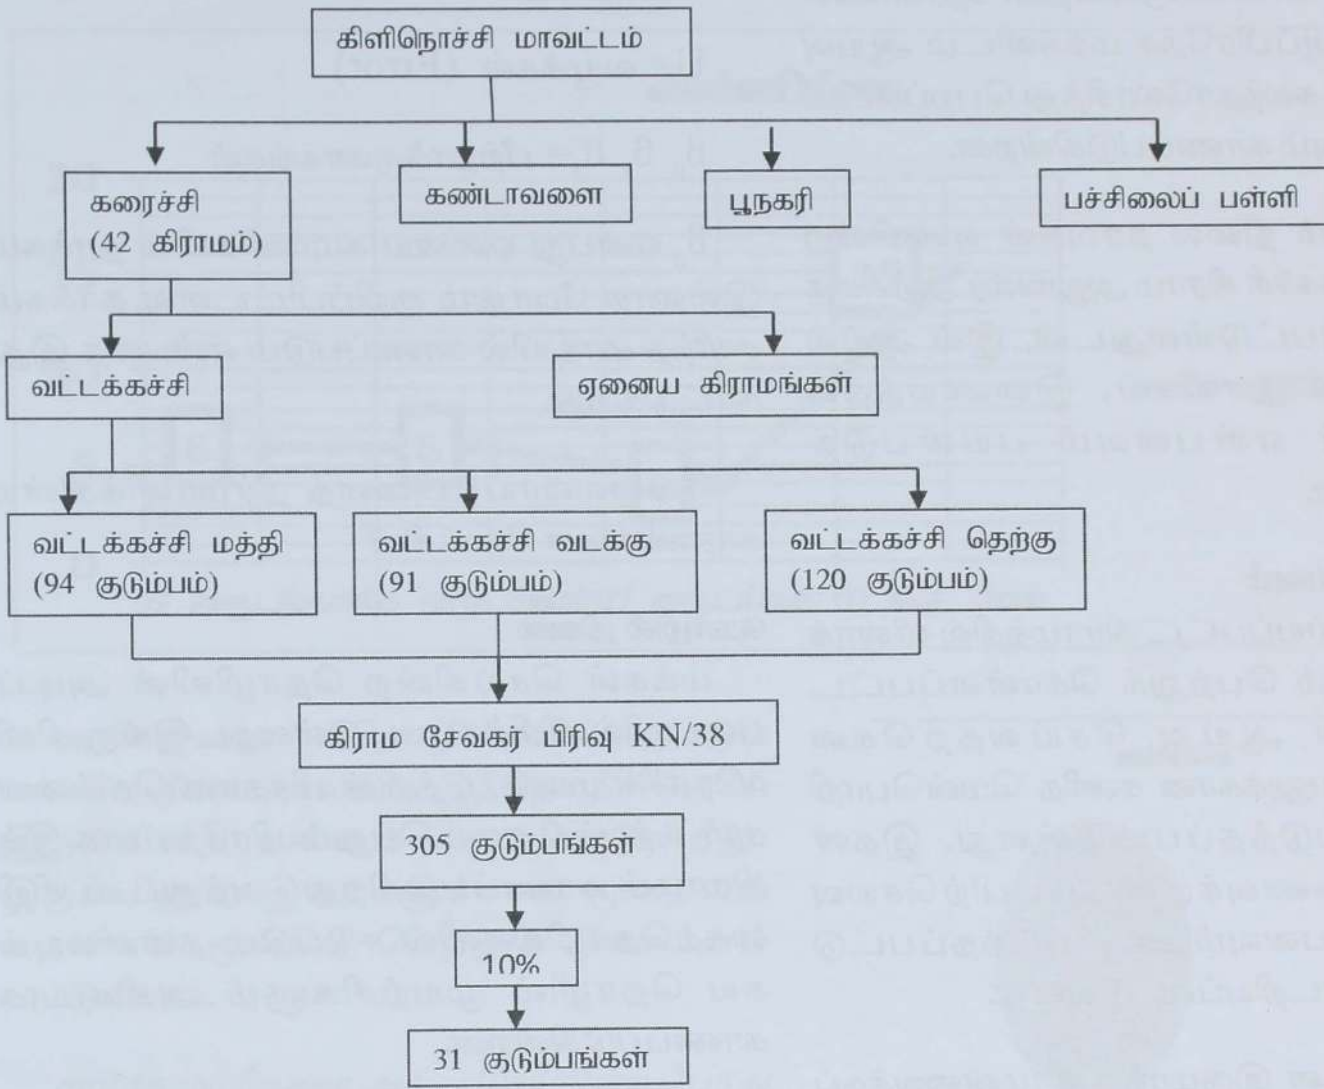 கிளிநொச்சி மாவட்டம்
கரைச்சி
(42 கிராமம்)
கண்டாவளை
பூநகரி
பச்சிலைப் பள்ளி
வட்டக்கச்சி
ஏனைய கிராமங்கள்
வட்டக்கச்சி மத்தி
(94 குடும்பம்)
வட்டக்கச்சி வடக்கு
(91 குடும்பம்)
வட்டக்கச்சி தெற்கு
(120 குடும்பம்)
கிராம சேவகர் பிரிவு KN/38
305 குடும்பங்கள்
10%
31 குடும்பங்கள்